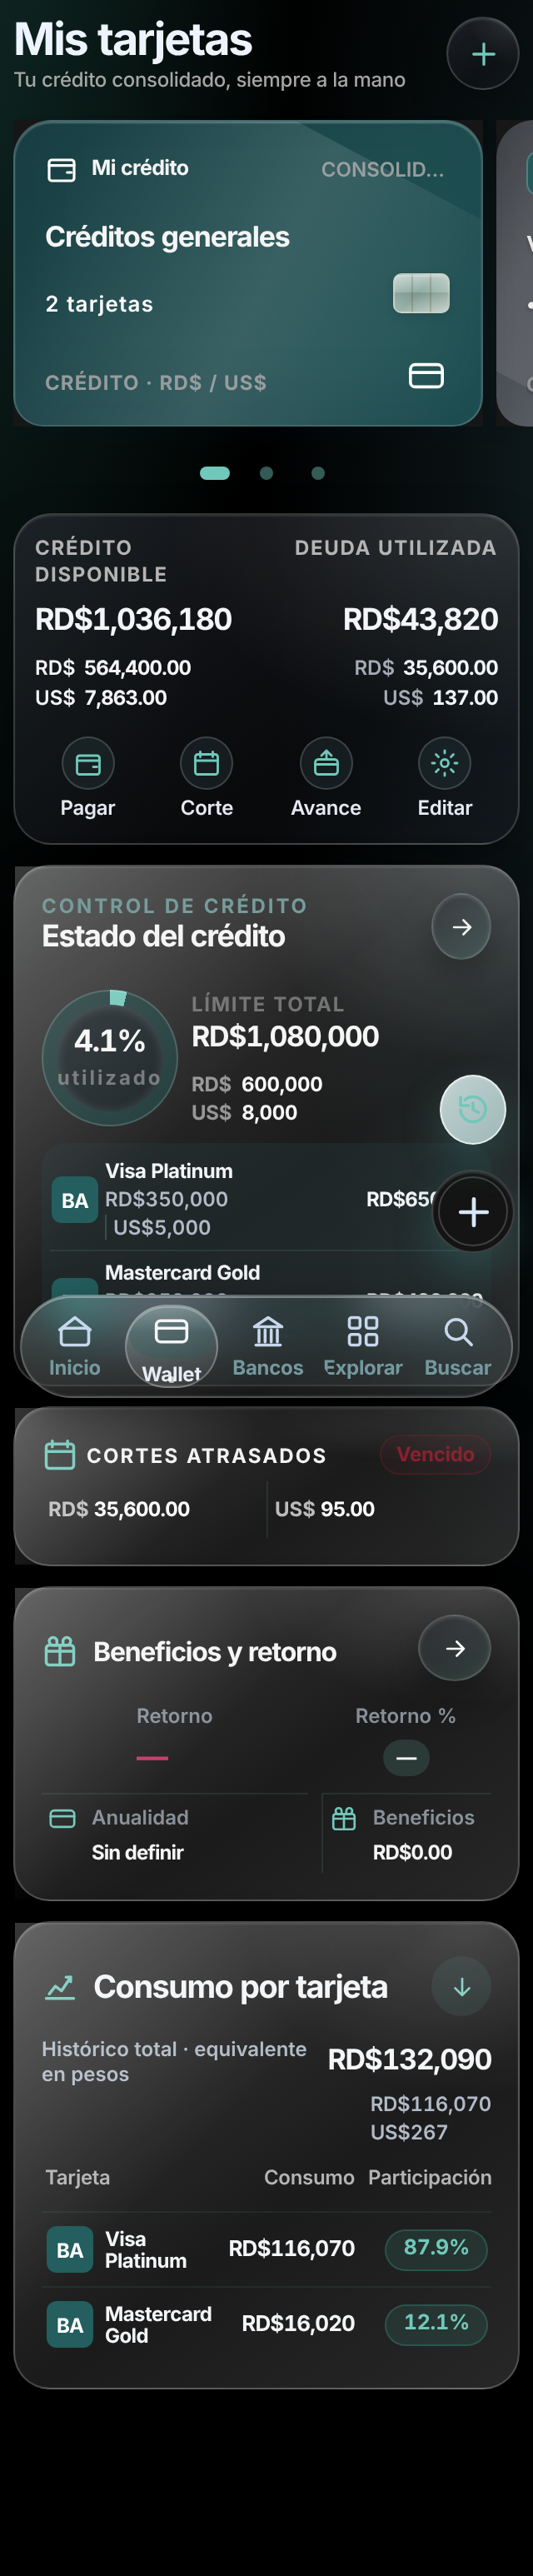 Mis tarjetas
Tu crédito consolidado, siempre a la mano
Mi crédito
CONSOLID...
Créditos generales
2 tarjetas
CRÉDITO · RD$ / US$
CRÉDITO DISPONIBLE
DEUDA UTILIZADA
RD$1,036,180
RD$43,820
RD$ 564,400.00
RD$ 35,600.00
US$ 7,863.00
US$ 137.00
Pagar
Corte
Avance
Editar
CONTROL DE CRÉDITO
Estado del crédito
4.1%
utilizado
LÍMITE TOTAL
RD$1,080,000
RD$ 600,000
US$ 8,000
BA
Visa Platinum
RD$350,000
US$5,000
Mastercard Gold
Inicio
Wallet
Bancos
Explorar
Buscar
CORTES ATRASADOS
Vencido
RD$ 35,600.00
US$ 95.00
Beneficios y retorno
Retorno
Retorno %
—
—
Anualidad
Sin definir
Beneficios
RD$0.00
Consumo por tarjeta
Histórico total · equivalente
en pesos
RD$132,090
RD$116,070
US$267
Tarjeta
Consumo
Participación
BA
Visa
Platinum
RD$116,070
87.9%
BA
Mastercard
Gold
RD$16,020
12.1%